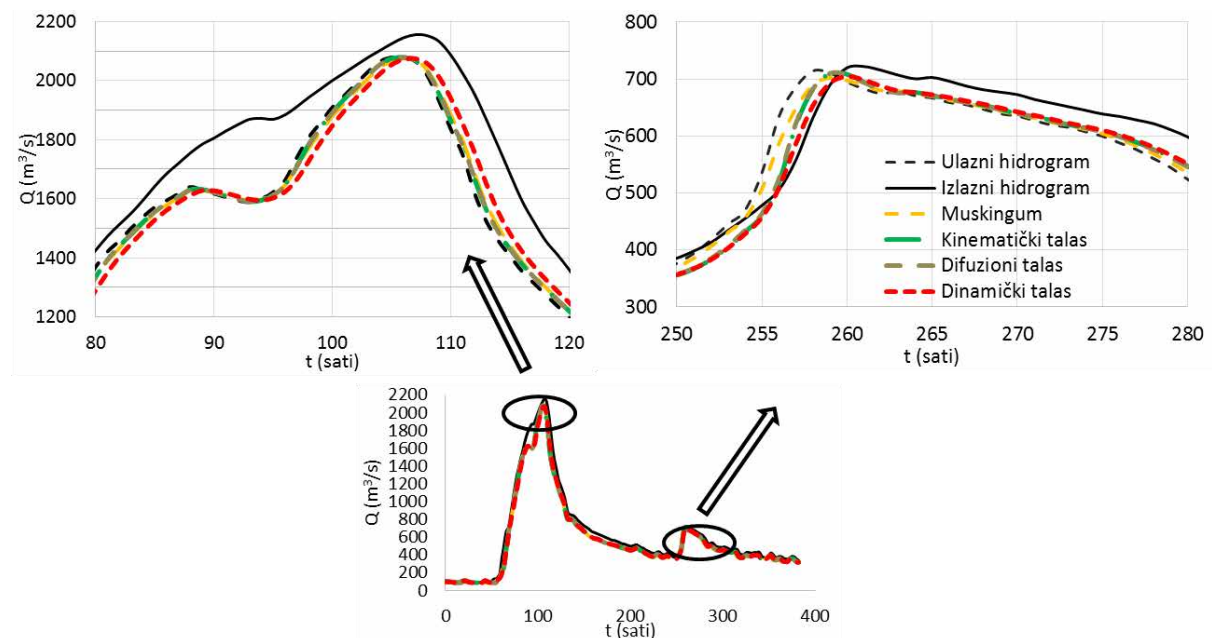 2200
2000
1800
1600
1400
1200
Q (m³/s)
80 90 100 110 120
t (sati)
800
700
600
500
400
300
Q (m³/s)
Ulazni hidrogram
Izlazni hidrogram
Muskingum
Kinematički talas
Difuzioni talas
Dinamički talas
250 255 260 265 270 275 280
t (sati)
2200
2000
1800
1600
1400
1200
1000
800
600
400
200
0
Q (m³/s)
0 100 200 300 400
t (sati)